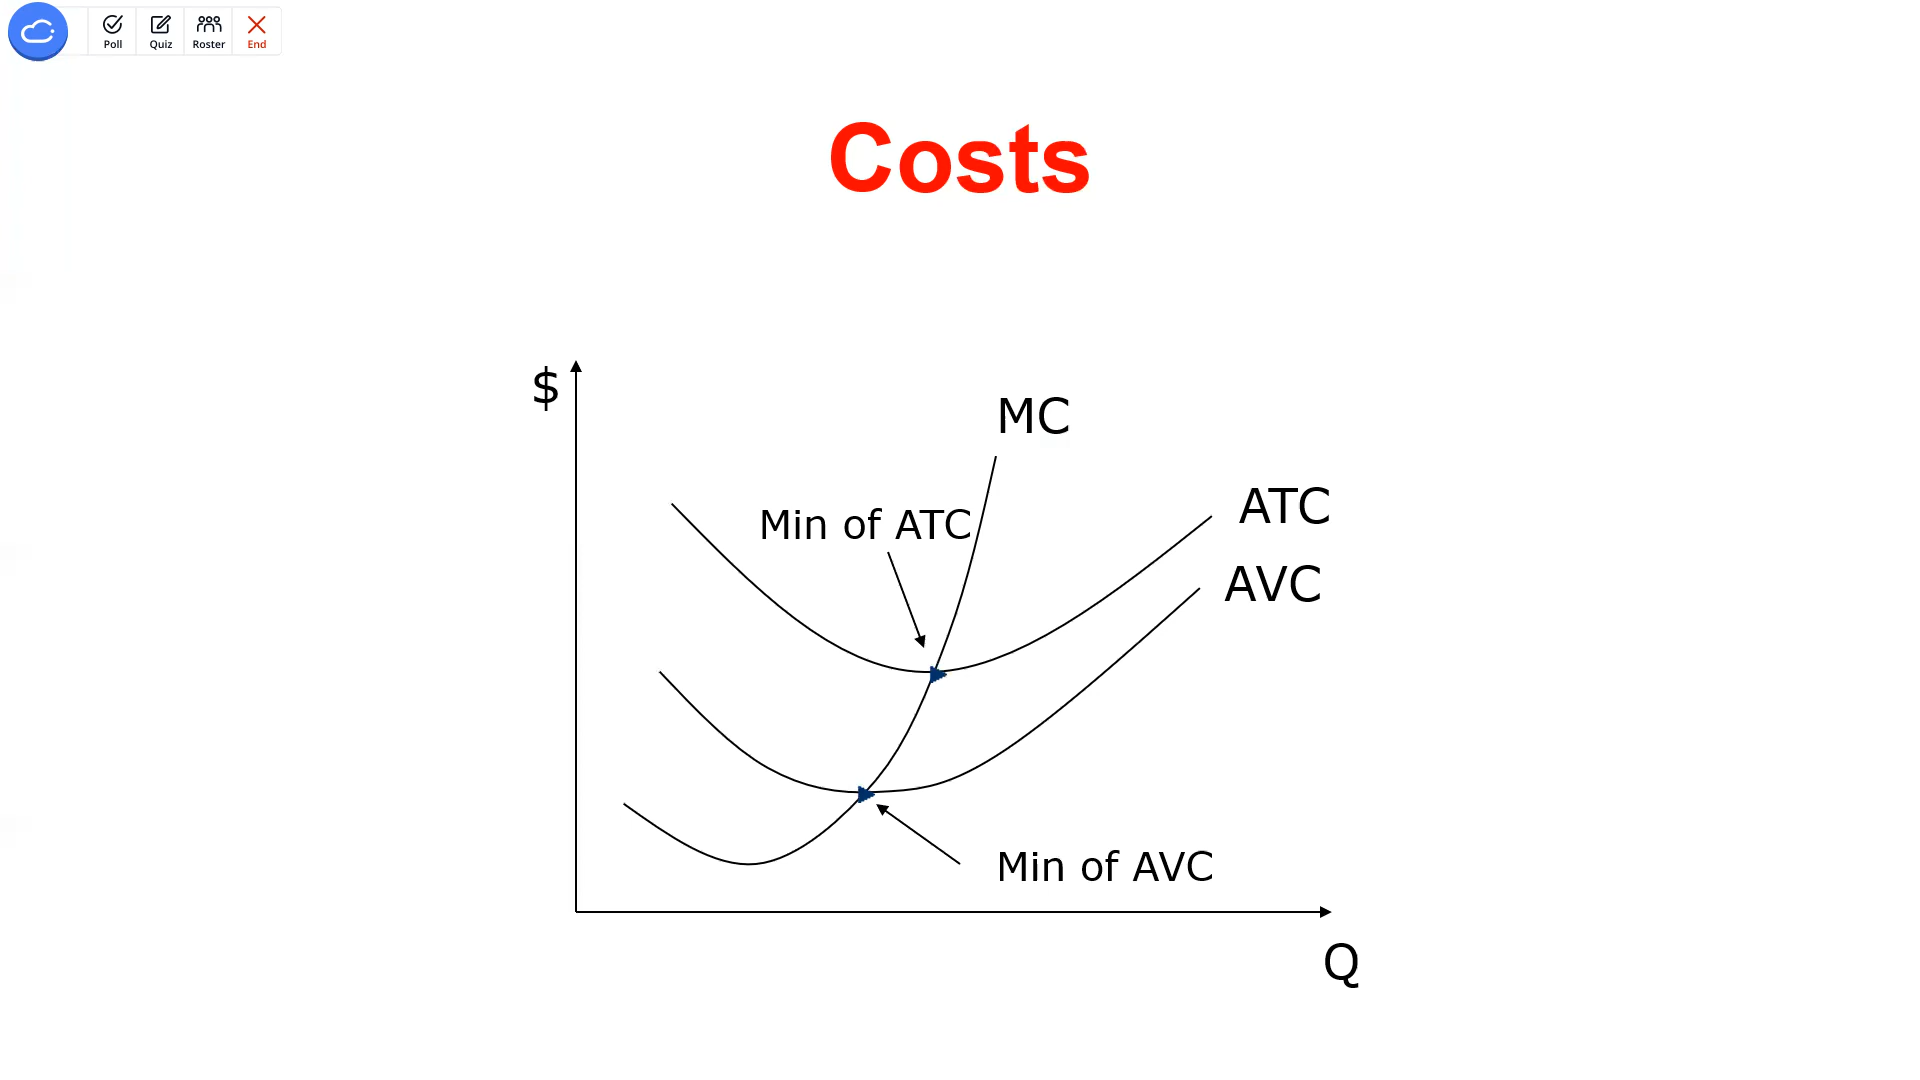 Poll
Quiz
Roster
End
Costs
$
MC
Min of ATC
ATC
AVC
Min of AVC
Q